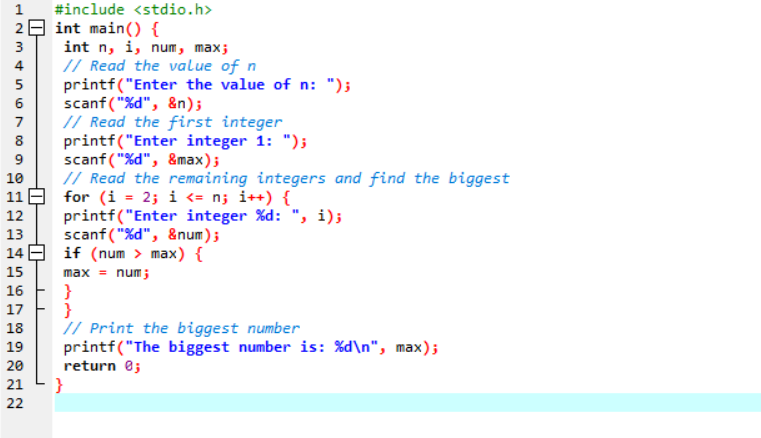 1 #include <stdio.h>
2 int main() {
3 int n, i, num, max;
4 // Read the value of n
5 printf("Enter the value of n: ");
6 scanf("%d", &n);
7 // Read the first integer
8 printf("Enter integer 1: ");
9 scanf("%d", &max);
10 // Read the remaining integers and find the biggest
11 for (i = 2; i <= n; i++) {
12 printf("Enter integer %d: ", i);
13 scanf("%d", &num);
14 if (num > max) {
15 max = num;
16 }
17 }
18 // Print the biggest number
19 printf("The biggest number is: %d\n", max);
20 return 0;
21 }
22